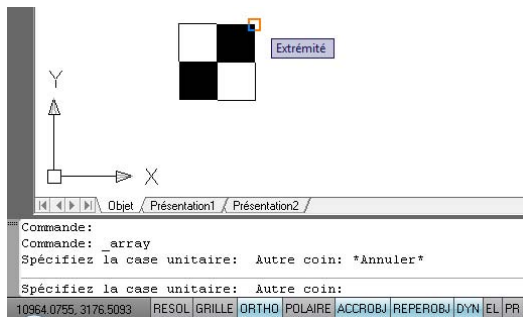 Extrémité
Y
X
Objet / Présentation1 / Présentation2 /
Commande:
Commande: _array
Spécifiez la case unitaire:  Autre coin: *Annuler*
Spécifiez la case unitaire:  Autre coin:
10964.0755, 3176.5093 RESOL GRILLE ORTHO POLAIRE ACCROBJ REPEROBJ DYN EL PR